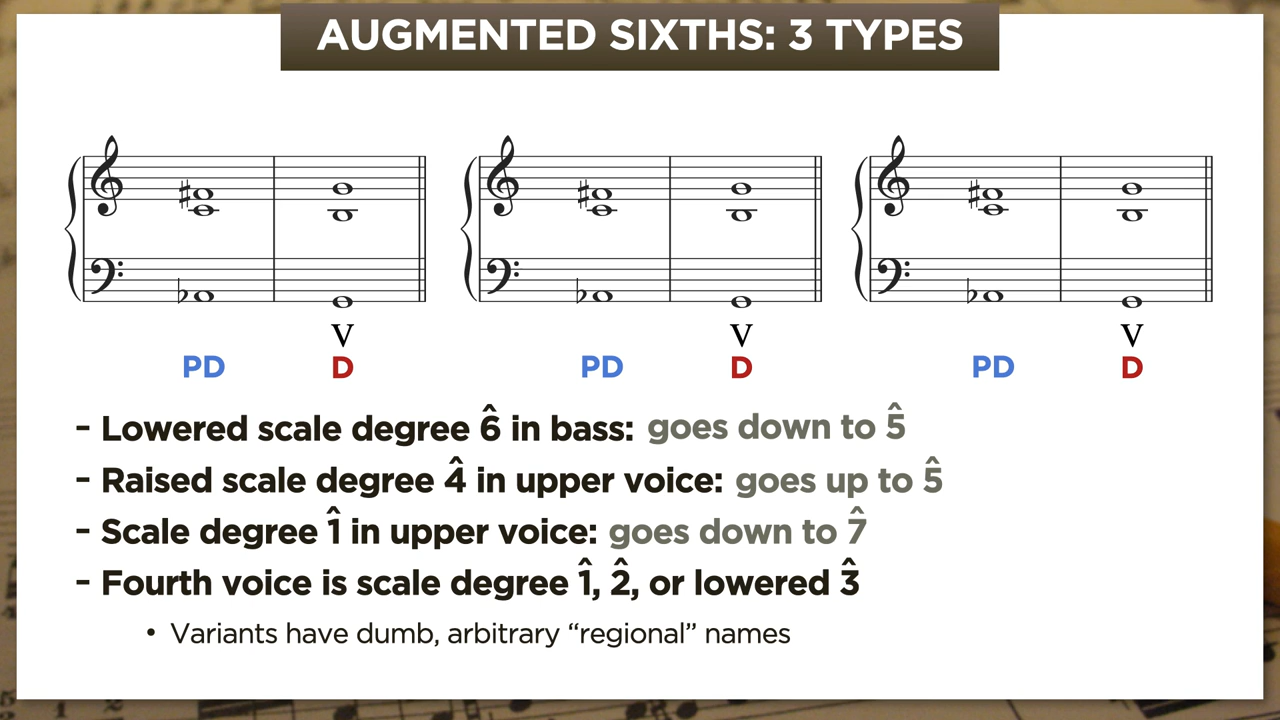 AUGMENTED SIXTHS: 3 TYPES
V V V
PD D PD D PD D
- Lowered scale degree 6̂ in bass: goes down to 5̂
- Raised scale degree 4̂ in upper voice: goes up to 5̂
- Scale degree 1̂ in upper voice: goes down to 7̂
- Fourth voice is scale degree 1̂, 2̂, or lowered 3̂
• Variants have dumb, arbitrary “regional” names